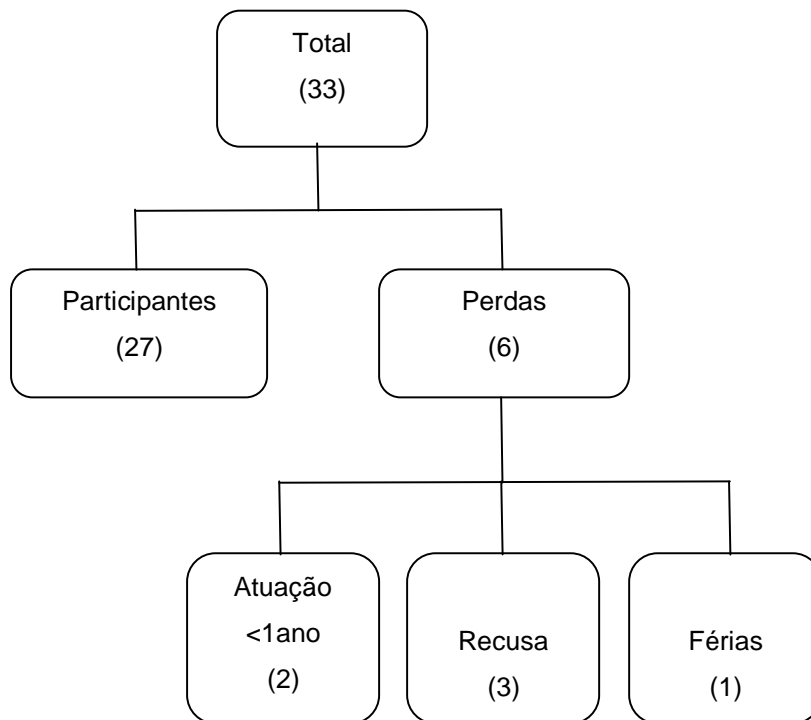 Total
(33)
Participantes
(27)
Perdas
(6)
Atuação
<1ano
(2)
Recusa
(3)
Férias
(1)